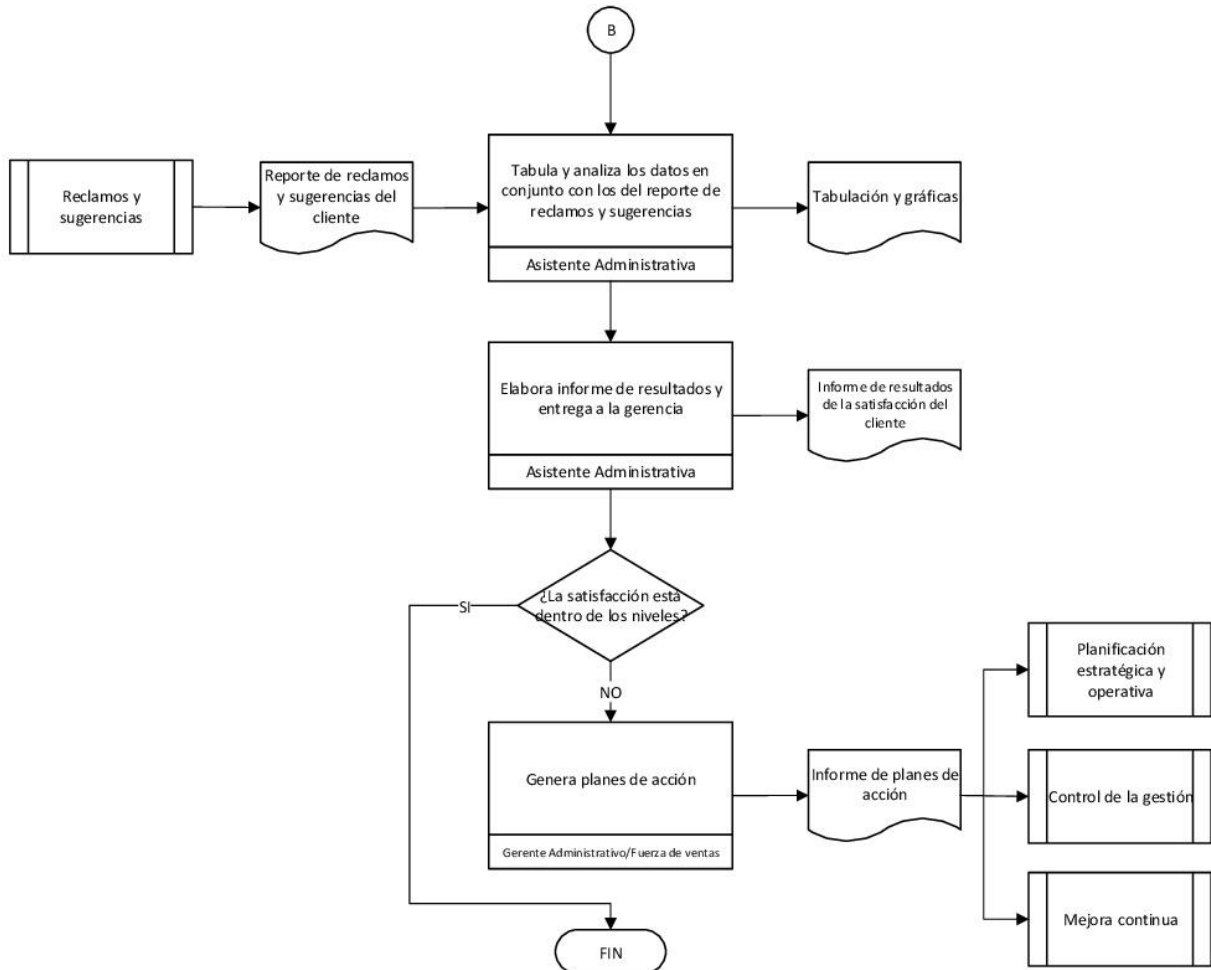 B
Reclamos y
sugerencias
Reporte de reclamos
y sugerencias del
cliente
Tabula y analiza los datos en
conjunto con los del reporte de
reclamos y sugerencias
Asistente Administrativa
Tabulación y gráficas
Elabora informe de resultados y
entrega a la gerencia
Asistente Administrativa
Informe de resultados
de la satisfacción del
cliente
¿La satisfacción está
dentro de los niveles?
SI
NO
Genera planes de acción
Gerente Administrativo/Fuerza de ventas
Informe de planes de
acción
Planificación
estratégica y
operativa
Control de la gestión
Mejora continua
FIN